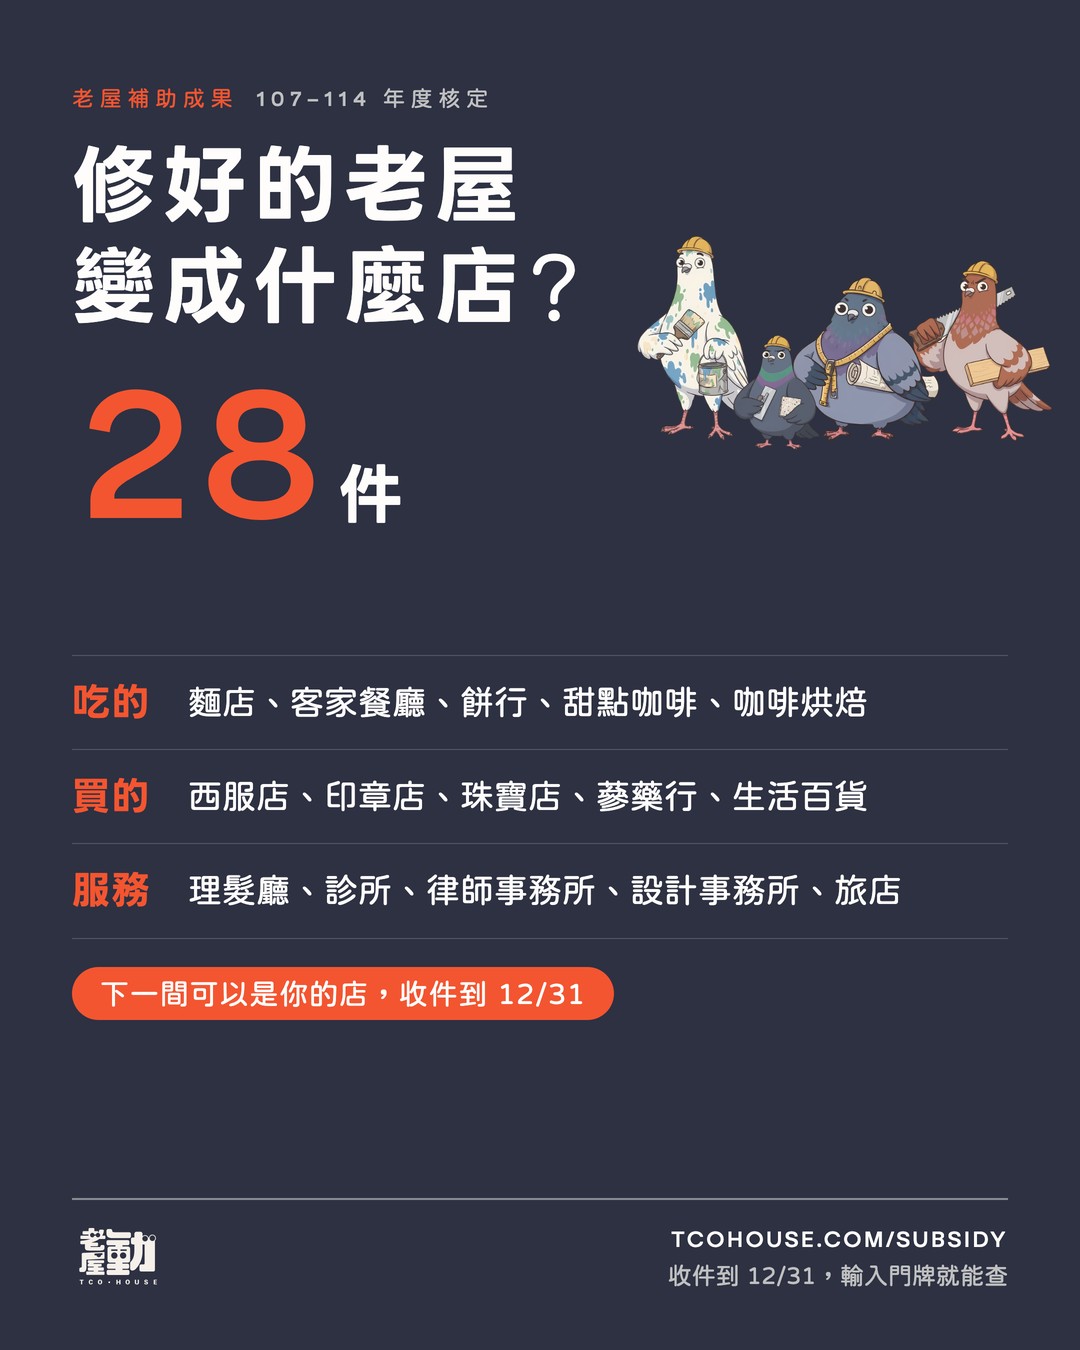 老屋補助成果 107–114 年度核定
修好的老屋
變成什麼店?
28 件
吃的 麵店、客家餐廳、餅行、甜點咖啡、咖啡烘焙
買的 西服店、印章店、珠寶店、蔘藥行、生活百貨
服務 理髮廳、診所、律師事務所、設計事務所、旅店
下一間可以是你的店，收件到 12/31
老屋動
TCO·HOUSE
TCOHOUSE.COM/SUBSIDY
收件到 12/31，輸入門牌就能查